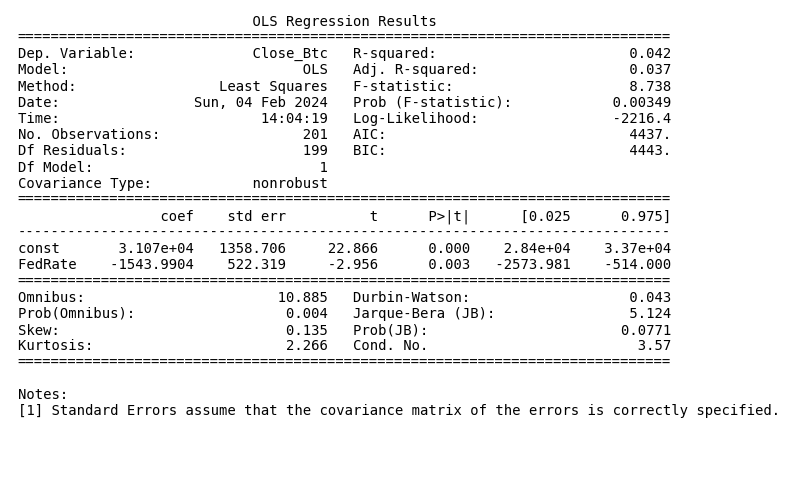 OLS Regression Results
==============================================================================
Dep. Variable:              Close_Btc   R-squared:                       0.042
Model:                            OLS   Adj. R-squared:                  0.037
Method:                 Least Squares   F-statistic:                     8.738
Date:                Sun, 04 Feb 2024   Prob (F-statistic):            0.00349
Time:                        14:04:19   Log-Likelihood:                -2216.4
No. Observations:                 201   AIC:                             4437.
Df Residuals:                     199   BIC:                             4443.
Df Model:                           1
Covariance Type:            nonrobust
==============================================================================
                 coef    std err          t      P>|t|      [0.025      0.975]
------------------------------------------------------------------------------
const       3.107e+04   1358.706     22.866      0.000    2.84e+04    3.37e+04
FedRate    -1543.9904    522.319     -2.956      0.003   -2573.981    -514.000
==============================================================================
Omnibus:                       10.885   Durbin-Watson:                   0.043
Prob(Omnibus):                  0.004   Jarque-Bera (JB):                5.124
Skew:                           0.135   Prob(JB):                       0.0771
Kurtosis:                       2.266   Cond. No.                         3.57
==============================================================================

Notes:
[1] Standard Errors assume that the covariance matrix of the errors is correctly specified.